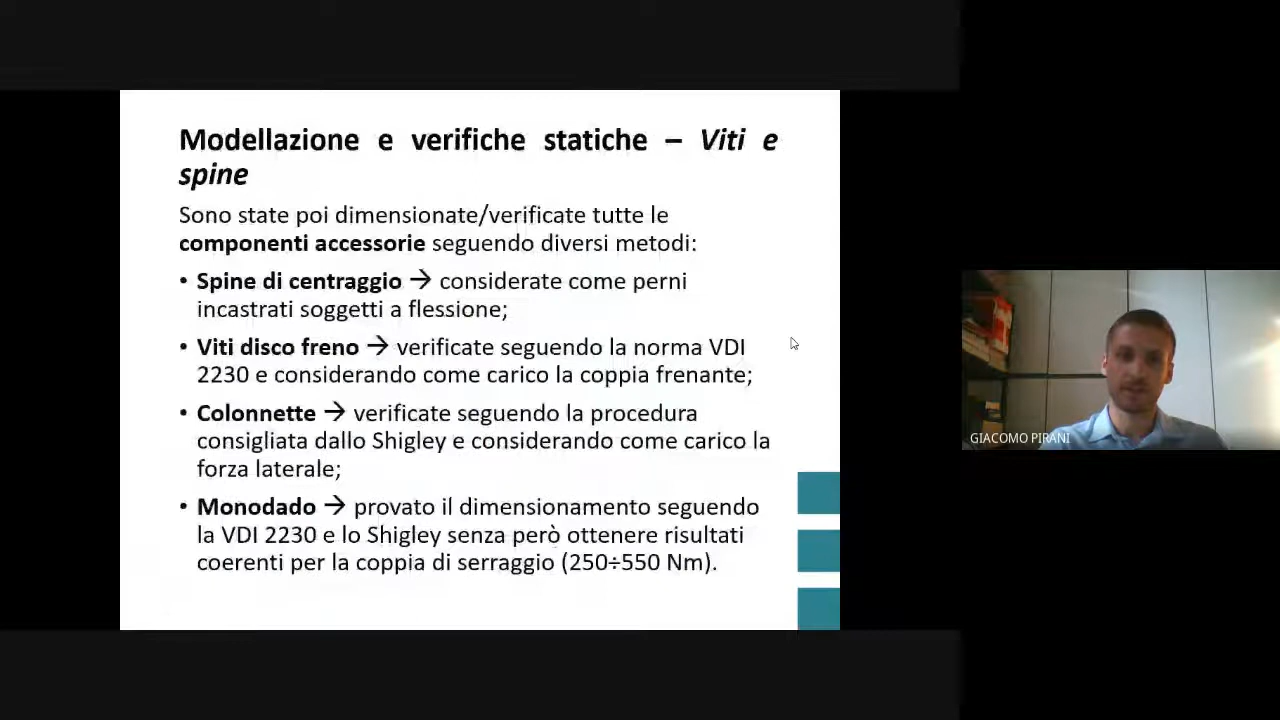 Modellazione e verifiche statiche – Viti e
spine
Sono state poi dimensionate/verificate tutte le
componenti accessorie seguendo diversi metodi:
• Spine di centraggio → considerate come perni
incastrati soggetti a flessione;
• Viti disco freno → verificate seguendo la norma VDI
2230 e considerando come carico la coppia frenante;
• Colonnette → verificate seguendo la procedura
consigliata dallo Shigley e considerando come carico la
forza laterale;
• Monodado → provato il dimensionamento seguendo
la VDI 2230 e lo Shigley senza però ottenere risultati
coerenti per la coppia di serraggio (250÷550 Nm).
GIACOMO PIRANI